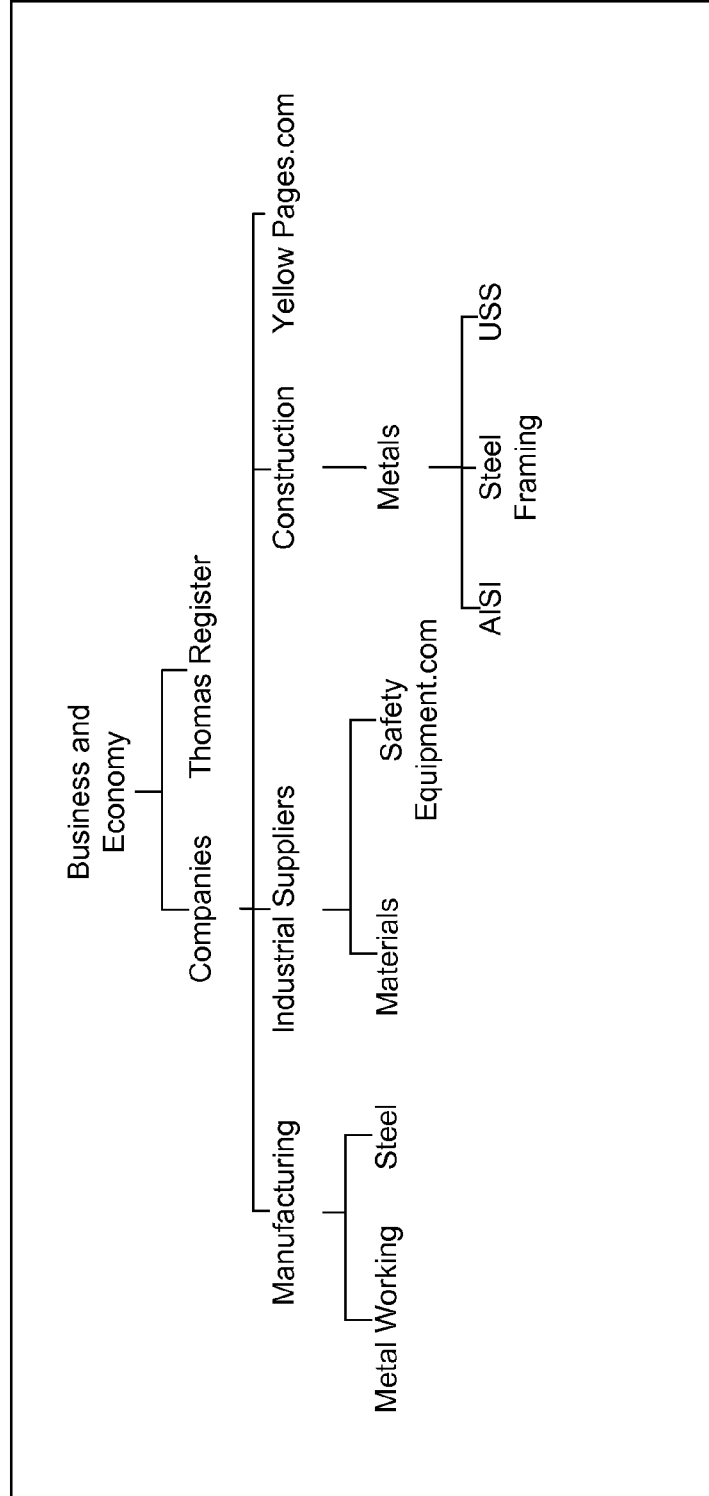 Business and
Economy
Companies
Thomas Register
Manufacturing
Industrial Suppliers
Construction
Yellow Pages.com
Metal Working
Steel
Materials
Safety
Equipment.com
Metals
AISI
Steel
Framing
USS